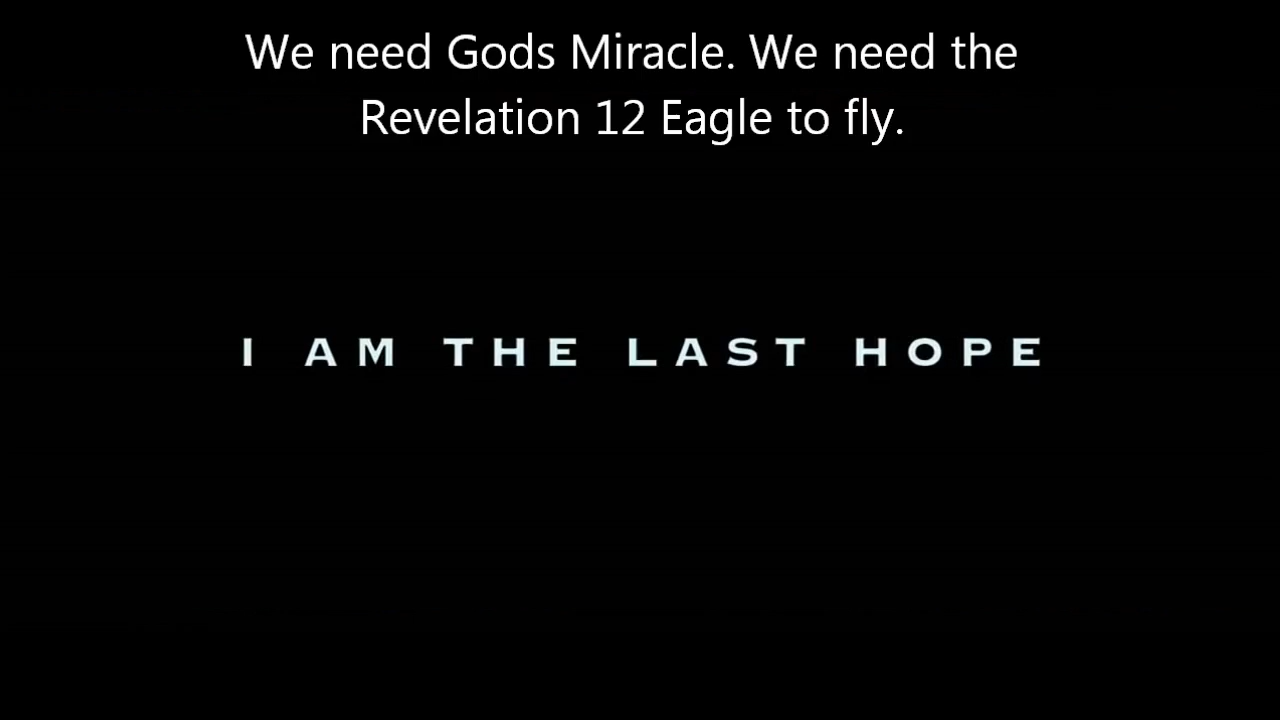 We need Gods Miracle. We need the
Revelation 12 Eagle to fly.
I AM THE LAST HOPE